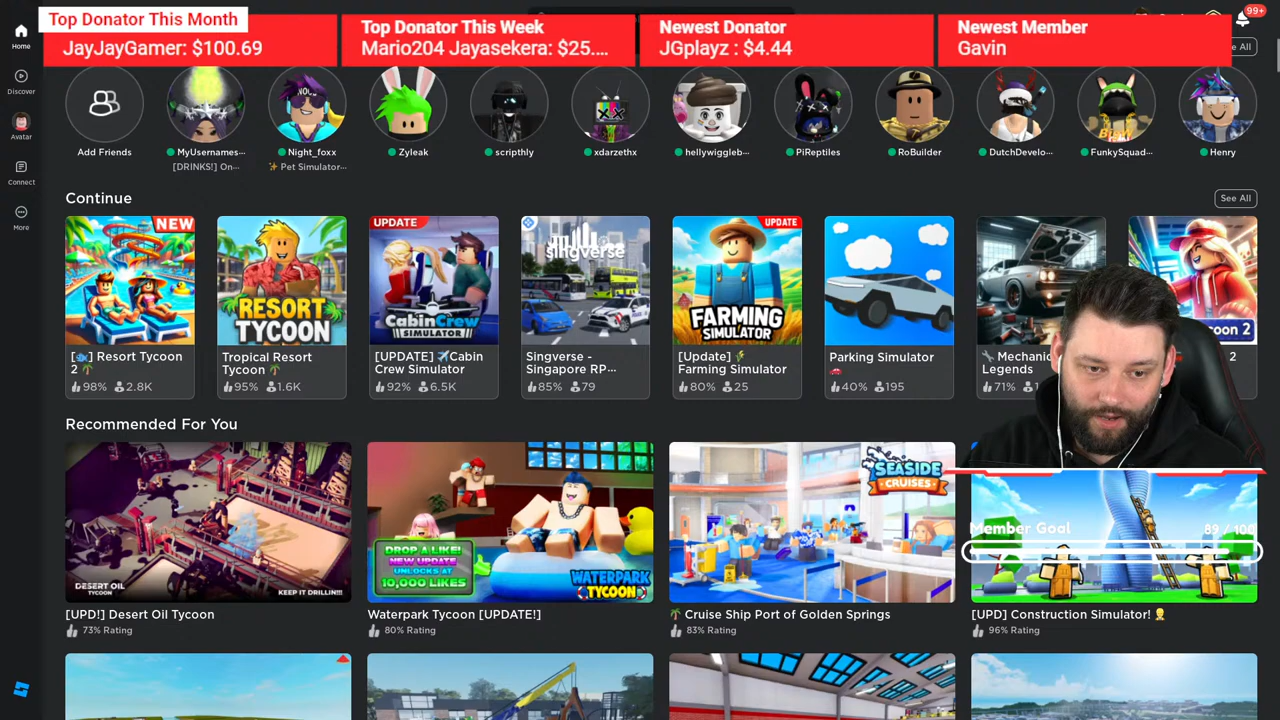 Top Donator This Month
JayJayGamer: $100.69
Top Donator This Week
Mario204 Jayasekera: $25....
Newest Donator
JGplayz : $4.44
Newest Member
Gavin
99+
All
Home
Discover
Avatar
Connect
More
Add Friends
MyUsernames...
[DRINKS!] On...
Night_foxx
✨ Pet Simulator...
Zyleak
scripthly
xdarzethx
hellywiggleb...
PiReptiles
RoBuilder
DutchDevelo...
FunkySquad...
Henry
Continue
See All
NEW
RESORT
TYCOON
UPDATE
CabinCrew
SIMULATOR
singverse
UPDATE
FARMING
SIMULATOR
[🐠] Resort Tycoon
2 🌴
98% 2.8K
Tropical Resort
Tycoon 🌴
95% 1.6K
[UPDATE] ✈️Cabin
Crew Simulator
92% 6.5K
Singverse -
Singapore RP...
85% 79
[Update] 🌾
Farming Simulator
80% 25
Parking Simulator
🚗
40% 195
🔧 Mechanic
Legends
71%
2
Recommended For You
DESERT OIL
TYCOON
KEEP IT DRILLIN!!!
DROP A LIKE!
NEW UPDATE
UNLOCKS AT
10,000 LIKES
WATERPARK
TYCOON
SEASIDE
CRUISES
Member Goal
89 / 100
[UPD!] Desert Oil Tycoon
73% Rating
Waterpark Tycoon [UPDATE!]
80% Rating
🌴 Cruise Ship Port of Golden Springs
83% Rating
[UPD] Construction Simulator! 👷
96% Rating